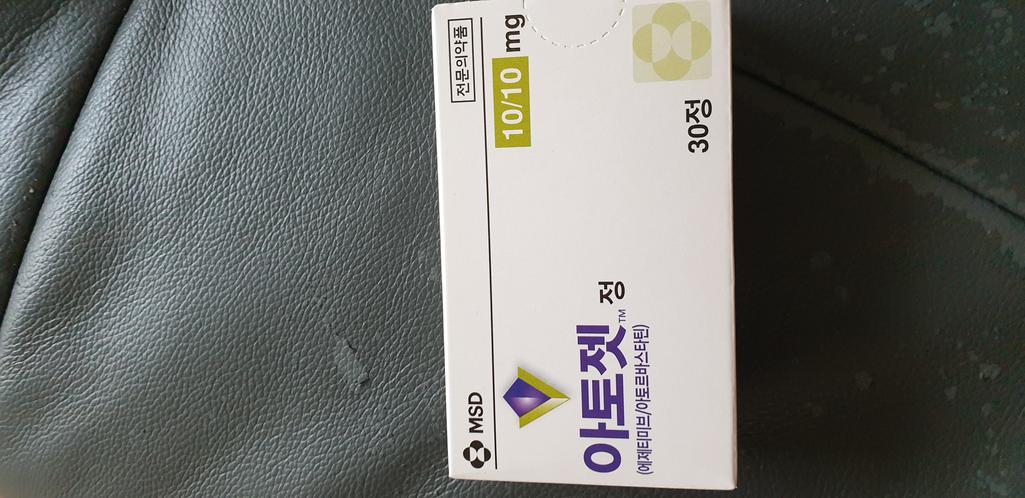 MSD
전문의약품
10/10 mg
아토젯™ 정
(에제티미브/아토르바스타틴)
30정